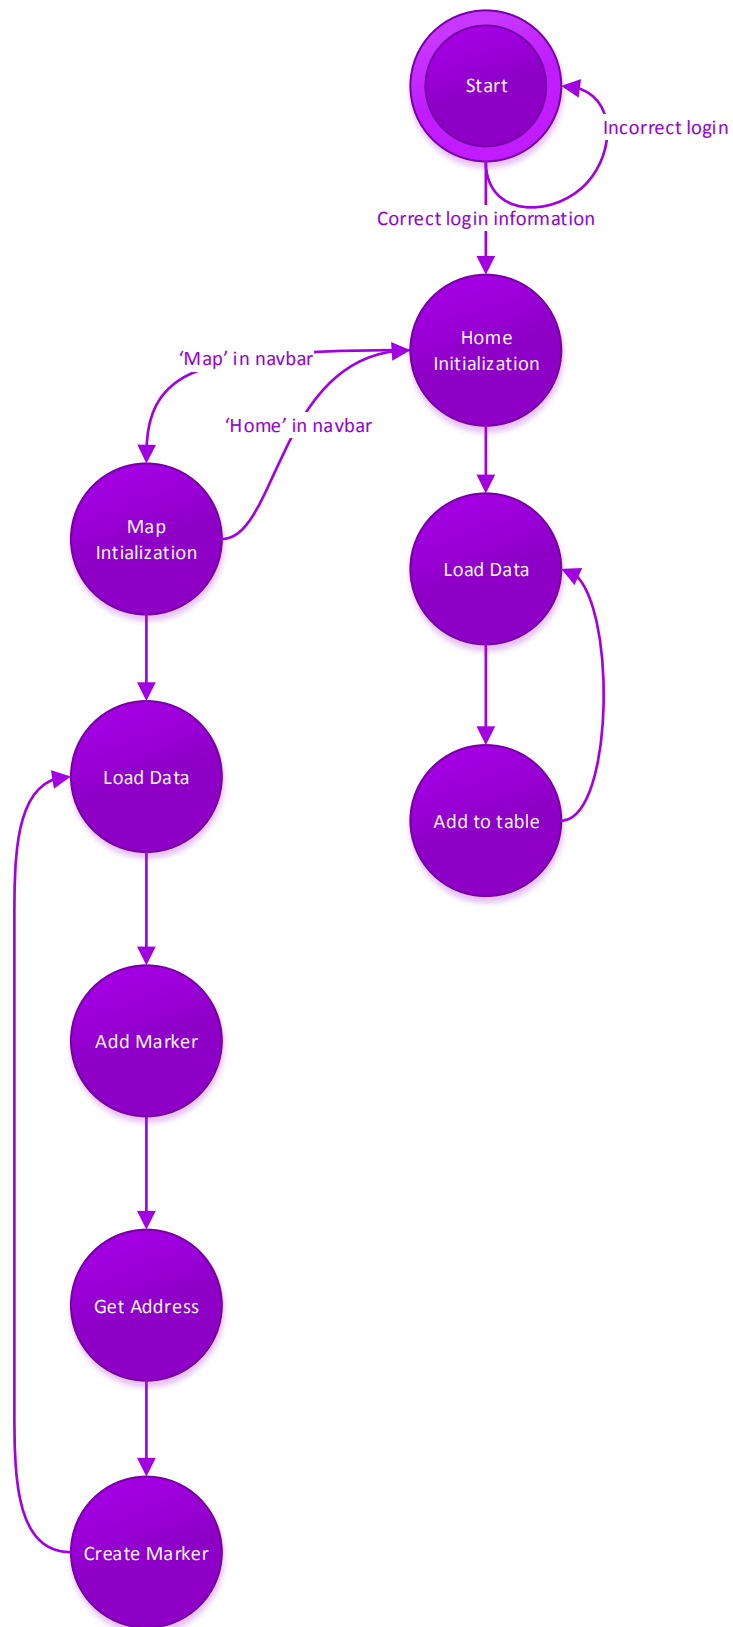 Start
Incorrect login
Correct login information
Home
Initialization
‘Map’ in navbar
‘Home’ in navbar
Map
Intialization
Load Data
Load Data
Add to table
Add Marker
Get Address
Create Marker